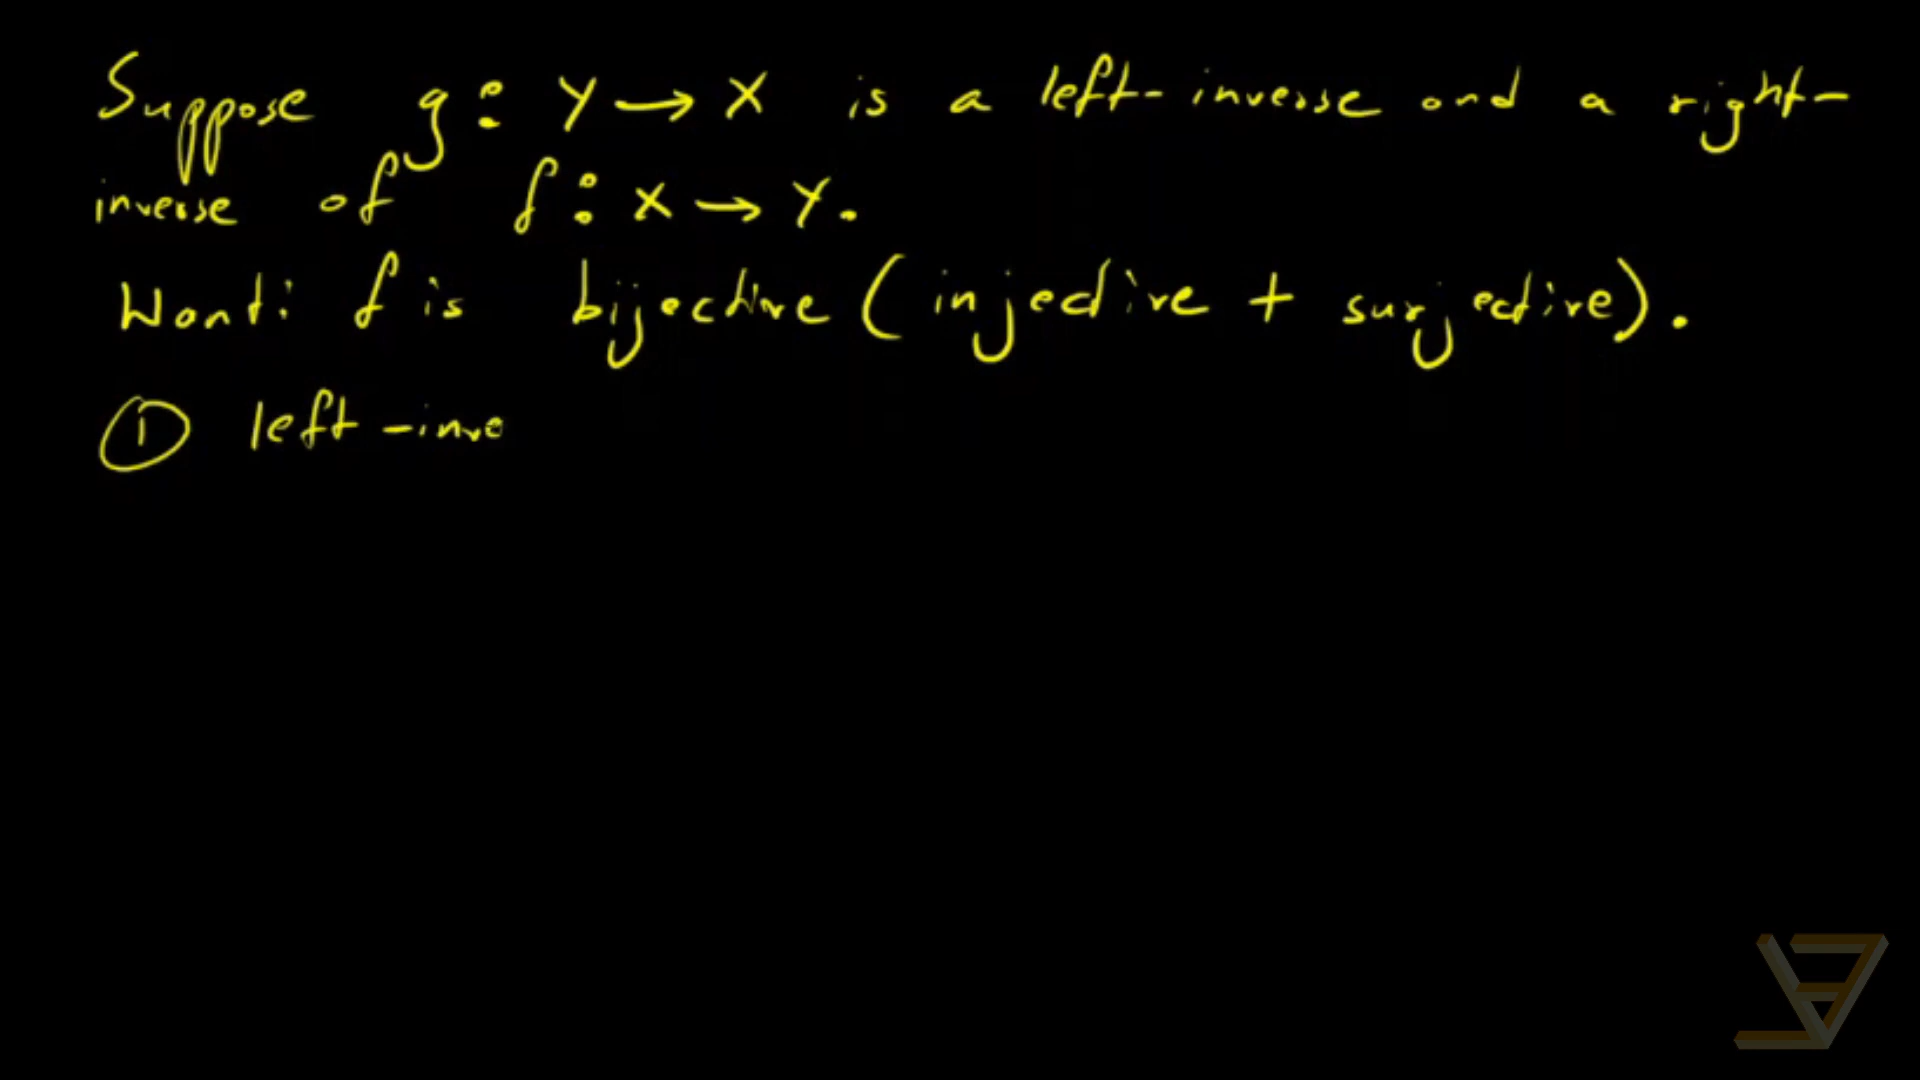 Suppose g: Y → X is a left-inverse and a right-
inverse of f: X → Y.
Want: f is bijective (injective + surjective).
① left-inve